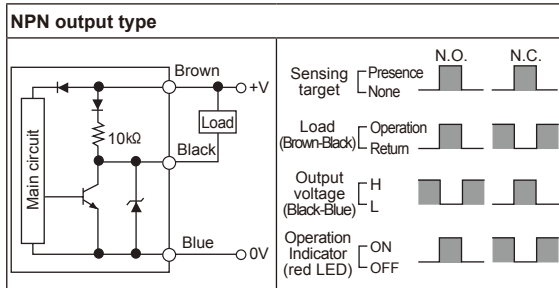 NPN output type
Brown
+V
Load
10kΩ
Black
Main circuit
Blue
0V
N.O.
N.C.
Sensing
target
Presence
None
Load
(Brown-Black)
Operation
Return
Output
voltage
(Black-Blue)
H
L
Operation
Indicator
(red LED)
ON
OFF